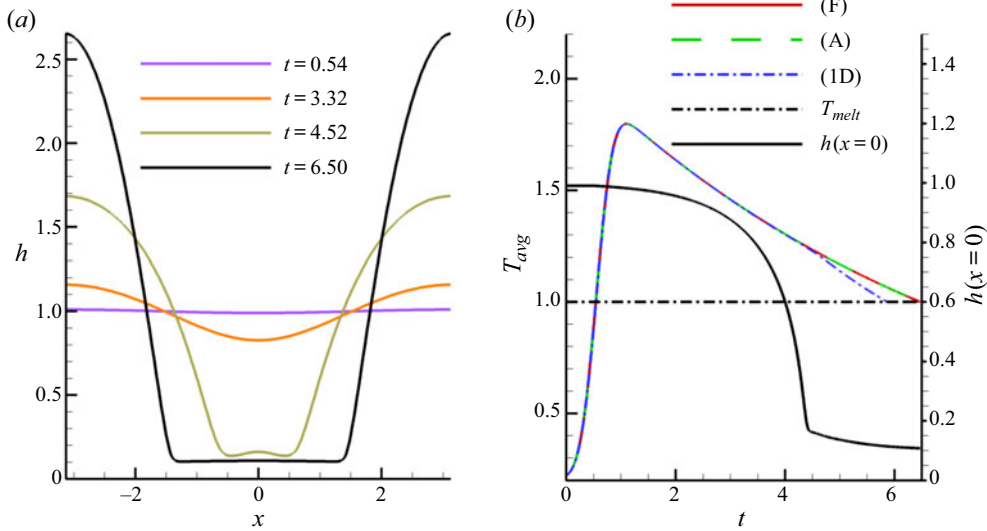 (a)
2.5
2.0
1.5
h
1.0
0.5
0
−2
0
2
x
t = 0.54
t = 3.32
t = 4.52
t = 6.50
(b)
(F)
(A)
(1D)
T_melt
h(x = 0)
2.0
1.5
T_avg
1.0
0.5
0
2
4
6
t
1.4
1.2
1.0
0.8
0.6
0.4
0.2
0
h(x = 0)